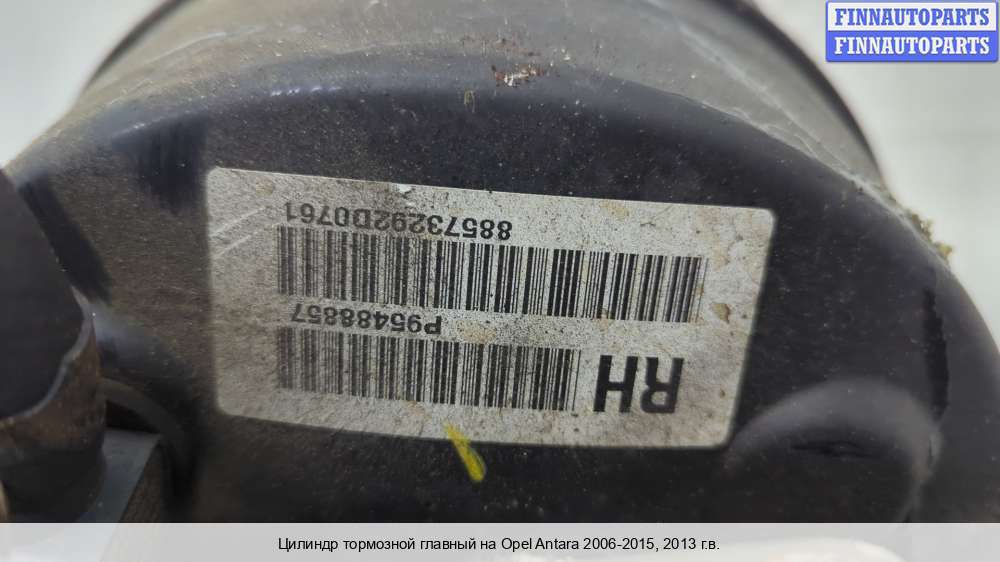 FINNAUTOPARTS
FINNAUTOPARTS
RH
P95488857
88573292D0761
Цилиндр тормозной главный на Opel Antara 2006-2015, 2013 г.в.